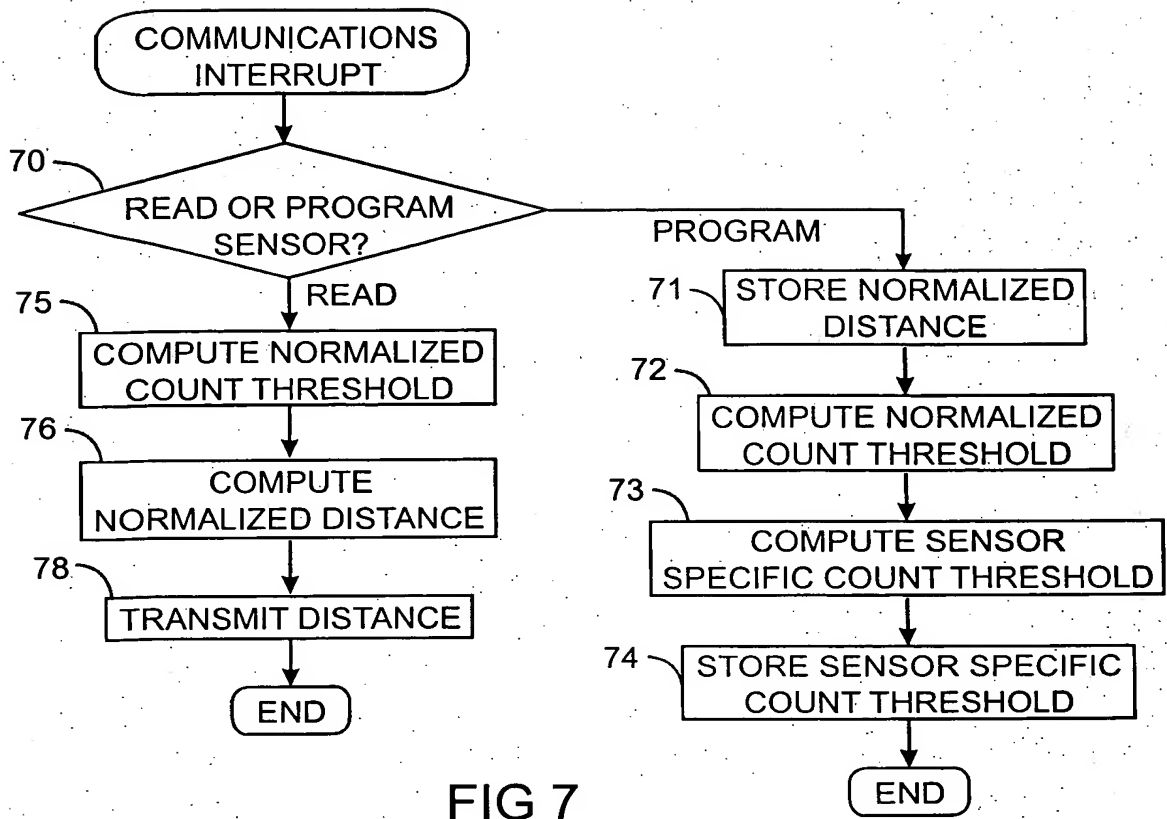 COMMUNICATIONS
INTERRUPT
70
READ OR PROGRAM
SENSOR?
PROGRAM
READ
75
COMPUTE NORMALIZED
COUNT THRESHOLD
76
COMPUTE
NORMALIZED DISTANCE
78
TRANSMIT DISTANCE
END
71
STORE NORMALIZED
DISTANCE
72
COMPUTE NORMALIZED
COUNT THRESHOLD
73
COMPUTE SENSOR
SPECIFIC COUNT THRESHOLD
74
STORE SENSOR SPECIFIC
COUNT THRESHOLD
END
FIG 7